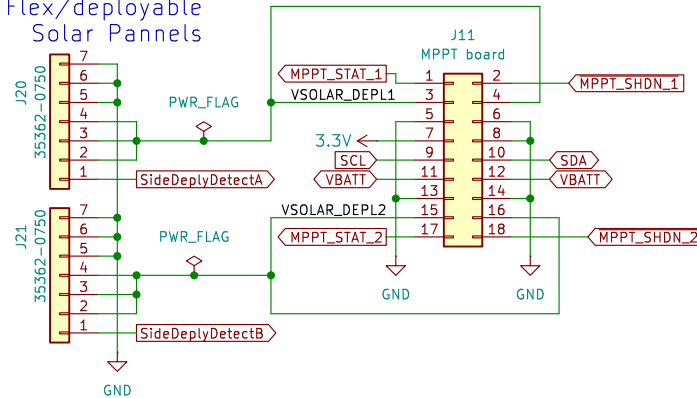 Flex/deployable
Solar Pannels
J20
35362-0750
7
6
5
4
3
2
1
PWR_FLAG
SideDeplyDetectA
J21
35362-0750
7
6
5
4
3
2
1
PWR_FLAG
SideDeplyDetectB
GND
J11
MPPT board
MPPT_STAT_1
1
2
MPPT_SHDN_1
VSOLAR_DEPL1
3
4
5
6
3.3V
7
8
SCL
9
10
SDA
VBATT
11
12
VBATT
13
14
VSOLAR_DEPL2
15
16
MPPT_STAT_2
17
18
MPPT_SHDN_2
GND
GND